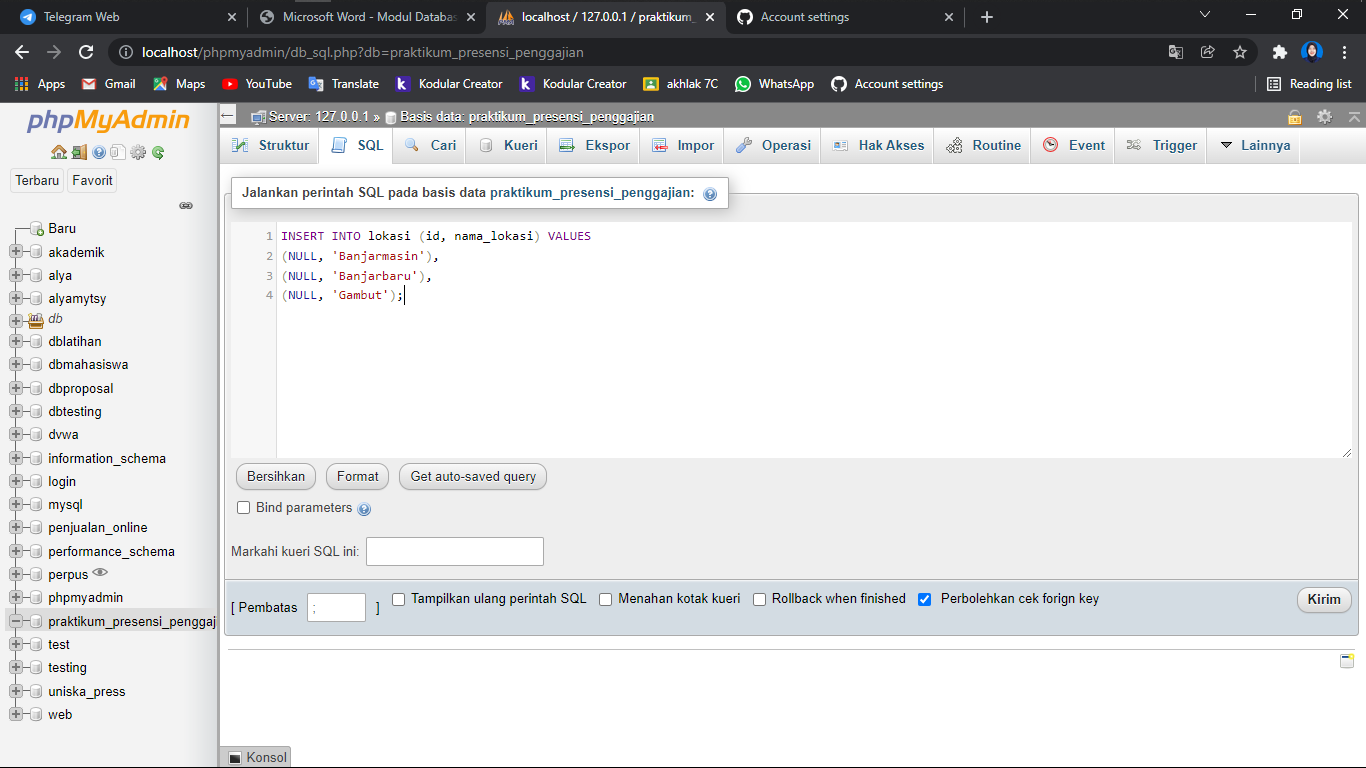 Telegram Web
Microsoft Word - Modul Databas
localhost / 127.0.0.1 / praktikum_
Account settings
localhost/phpmyadmin/db_sql.php?db=praktikum_presensi_penggajian
Apps
Gmail
Maps
YouTube
Translate
Kodular Creator
Kodular Creator
akhlak 7C
WhatsApp
Account settings
Reading list
phpMyAdmin
Terbaru
Favorit
Baru
akademik
alya
alyamytsy
db
dblatihan
dbmahasiswa
dbproposal
dbtesting
dvwa
information_schema
login
mysql
penjualan_online
performance_schema
perpus
phpmyadmin
praktikum_presensi_penggaj
test
testing
uniska_press
web
Server: 127.0.0.1 » Basis data: praktikum_presensi_penggajian
Struktur
SQL
Cari
Kueri
Ekspor
Impor
Operasi
Hak Akses
Routine
Event
Trigger
Lainnya
Jalankan perintah SQL pada basis data praktikum_presensi_penggajian:
1 INSERT INTO lokasi (id, nama_lokasi) VALUES
2 (NULL, 'Banjarmasin'),
3 (NULL, 'Banjarbaru'),
4 (NULL, 'Gambut');
Bersihkan
Format
Get auto-saved query
Bind parameters
Markahi kueri SQL ini:
[ Pembatas ; ]
Tampilkan ulang perintah SQL
Menahan kotak kueri
Rollback when finished
Perbolehkan cek forign key
Kirim
Konsol